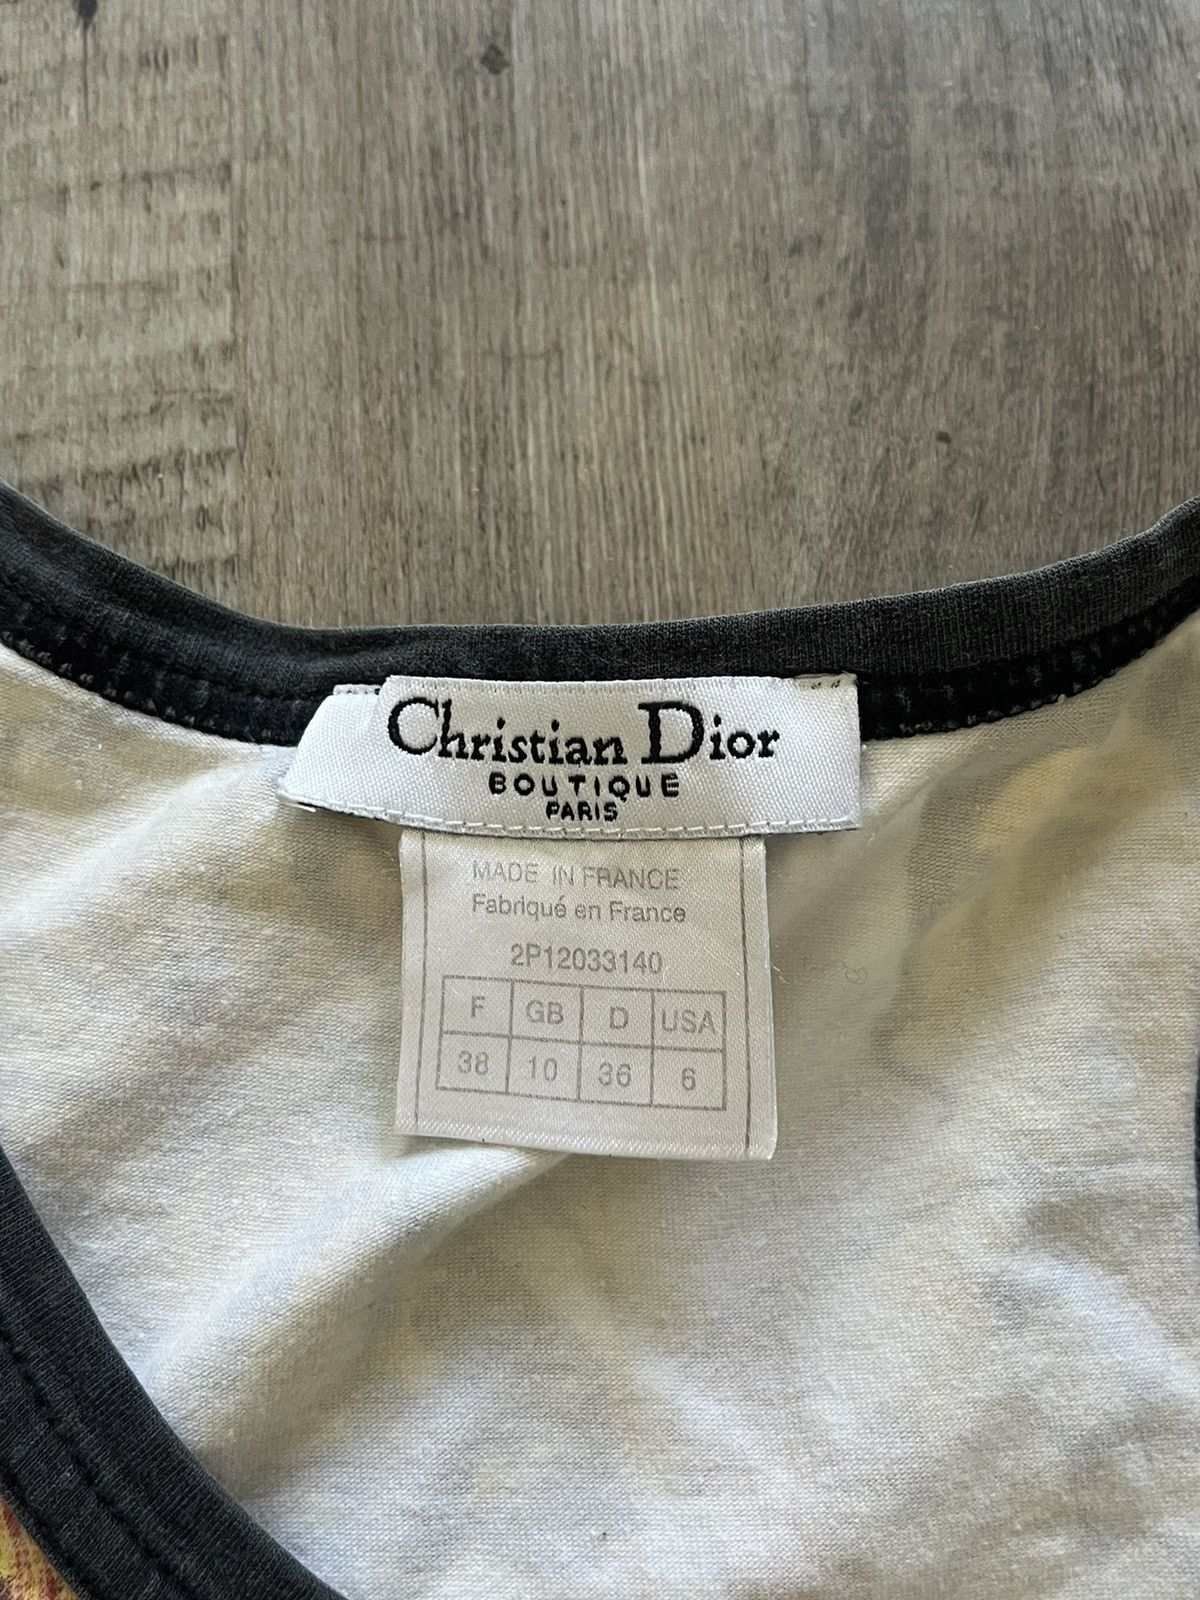 Christian Dior
BOUTIQUE
PARIS
MADE IN FRANCE
Fabriqué en France
2P12033140
F GB D USA
38 10 36 6